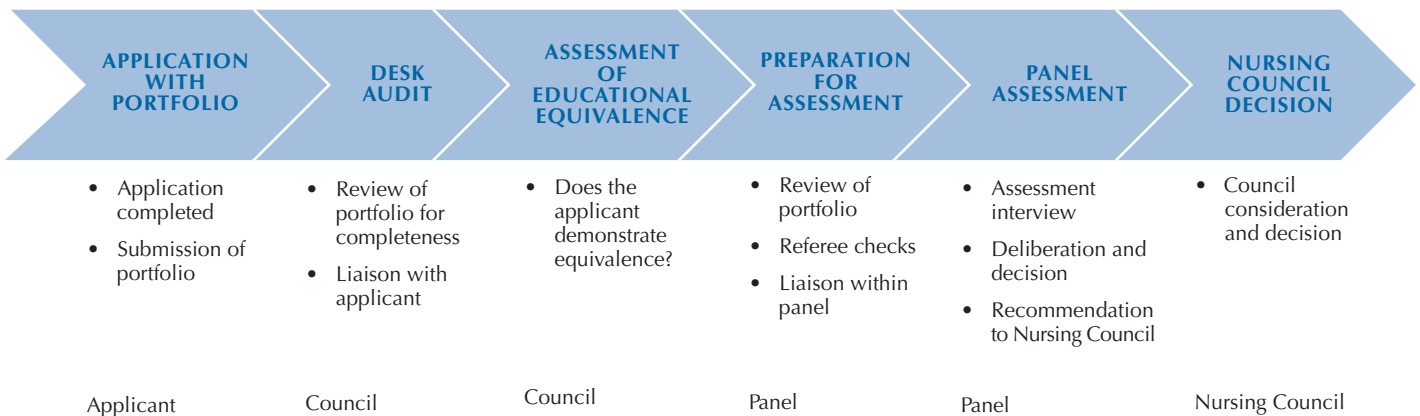 APPLICATION
WITH
PORTFOLIO
DESK
AUDIT
ASSESSMENT
OF
EDUCATIONAL
EQUIVALENCE
PREPARATION
FOR
ASSESSMENT
PANEL
ASSESSMENT
NURSING
COUNCIL
DECISION
• Application
completed
• Submission of
portfolio
• Review of
portfolio for
completeness
• Liaison with
applicant
• Does the
applicant
demonstrate
equivalence?
• Review of
portfolio
• Referee checks
• Liaison within
panel
• Assessment
interview
• Deliberation and
decision
• Recommendation
to Nursing Council
• Council
consideration
and decision
Applicant
Council
Council
Panel
Panel
Nursing Council